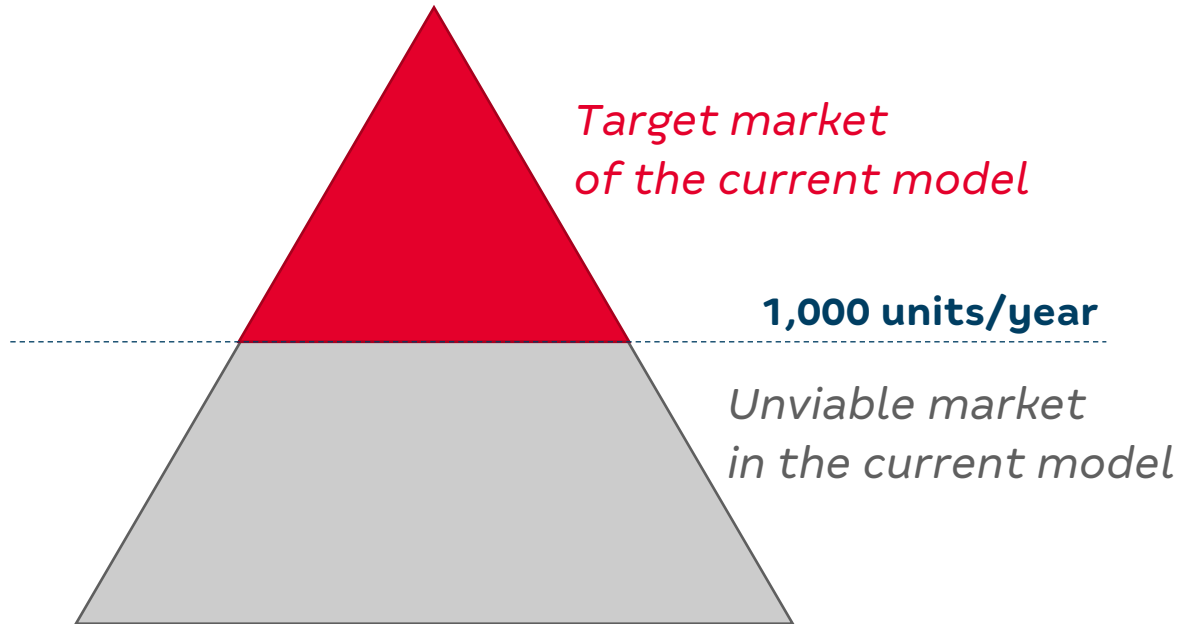 Target market
of the current model
1,000 units/year
Unviable market
in the current model